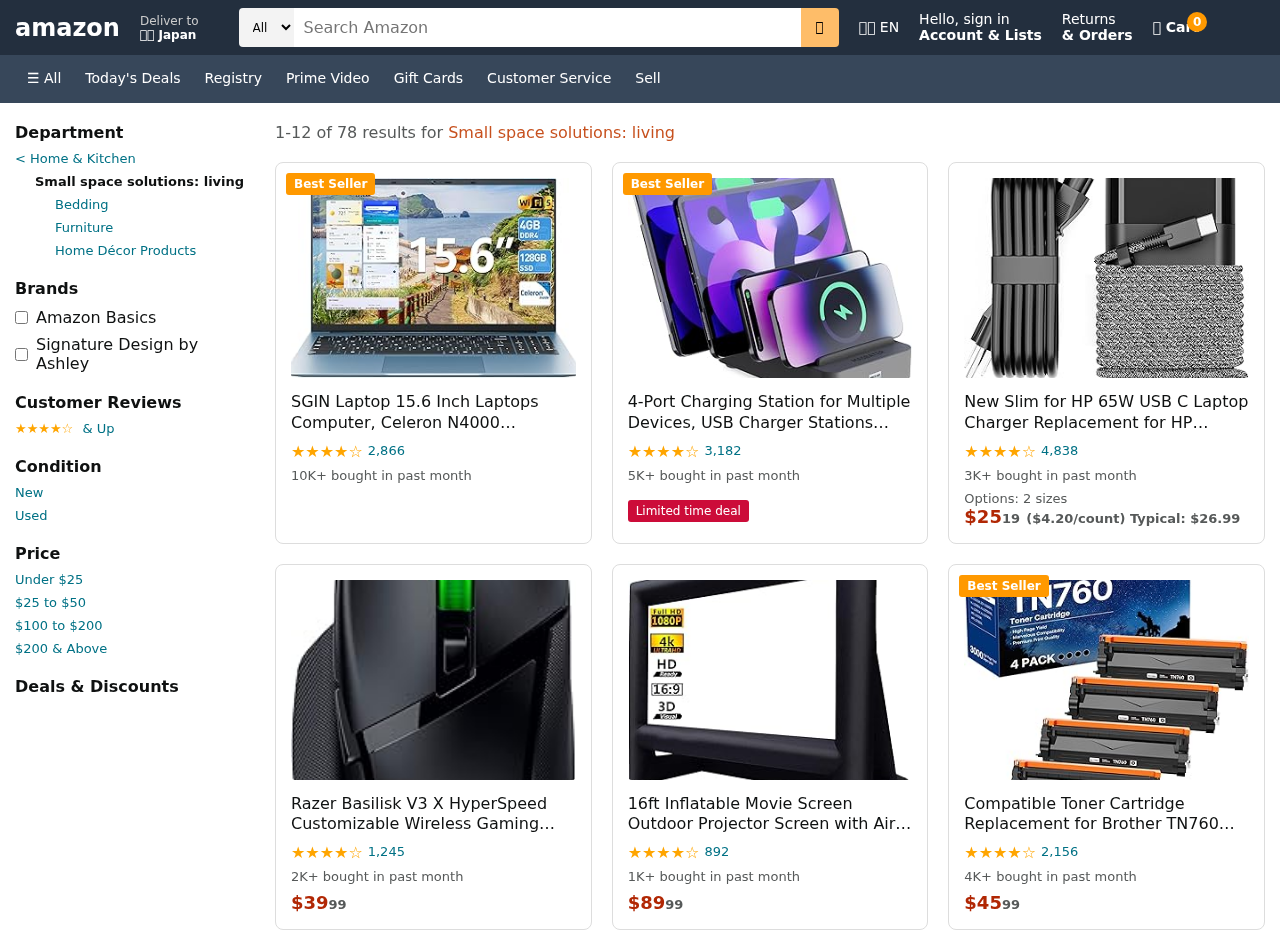 amazon
Deliver to
Japan
All
Search Amazon
EN
Hello, sign in
Account & Lists
Returns
& Orders
0
☰ All
Today's Deals
Registry
Prime Video
Gift Cards
Customer Service
Sell
Department
< Home & Kitchen
Small space solutions: living
Bedding
Furniture
Home Décor Products
Brands
Amazon Basics
Signature Design by
Ashley
Customer Reviews
★★★★☆ & Up
Condition
New
Used
Price
Under $25
$25 to $50
$100 to $200
$200 & Above
Deals & Discounts
1-12 of 78 results for Small space solutions: living
Best Seller
15.6"
4GB
DDR4
128GB
SSD
Celeron
SGIN Laptop 15.6 Inch Laptops
Computer, Celeron N4000…
★★★★☆ 2,866
10K+ bought in past month
Best Seller
4-Port Charging Station for Multiple
Devices, USB Charger Stations…
★★★★☆ 3,182
5K+ bought in past month
Limited time deal
New Slim for HP 65W USB C Laptop
Charger Replacement for HP…
★★★★☆ 4,838
3K+ bought in past month
Options: 2 sizes
$2519 ($4.20/count) Typical: $26.99
Razer Basilisk V3 X HyperSpeed
Customizable Wireless Gaming…
★★★★☆ 1,245
2K+ bought in past month
$3999
Full HD
1080P
4k
ULTRA HD
HD
Ready
16:9
3D
Visual
16ft Inflatable Movie Screen
Outdoor Projector Screen with Air…
★★★★☆ 892
1K+ bought in past month
$8999
Best Seller
TN760
Toner Cartridge
4 PACK
Compatible Toner Cartridge
Replacement for Brother TN760…
★★★★☆ 2,156
4K+ bought in past month
$4599